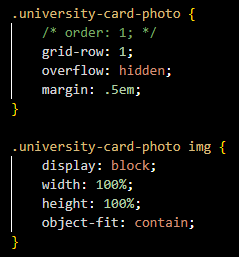 .university-card-photo {
/* order: 1; */
grid-row: 1;
overflow: hidden;
margin: .5em;
}
.university-card-photo img {
display: block;
width: 100%;
height: 100%;
object-fit: contain;
}